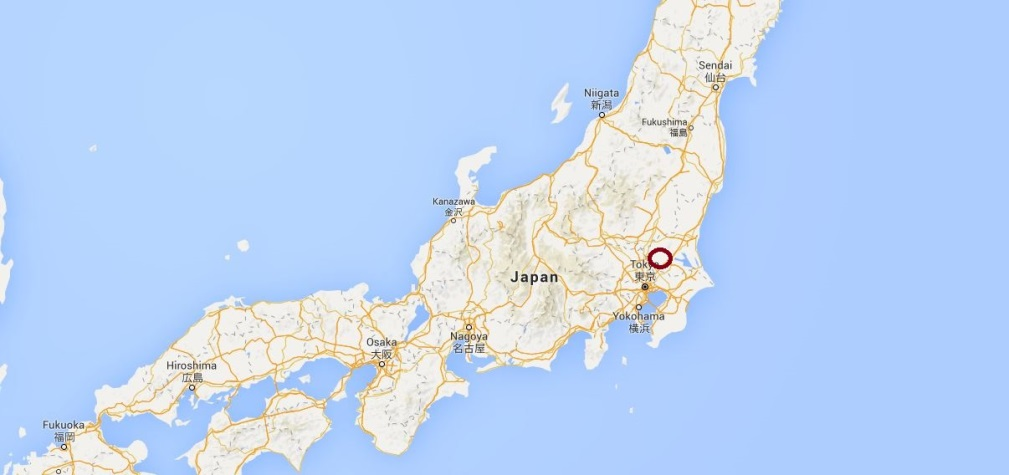 Sendai
仙台
Niigata
新潟
Fukushima
福島
Kanazawa
金沢
Japan
Tokyo
東京
Yokohama
横浜
Nagoya
名古屋
Osaka
大阪
Hiroshima
広島
Fukuoka
福岡